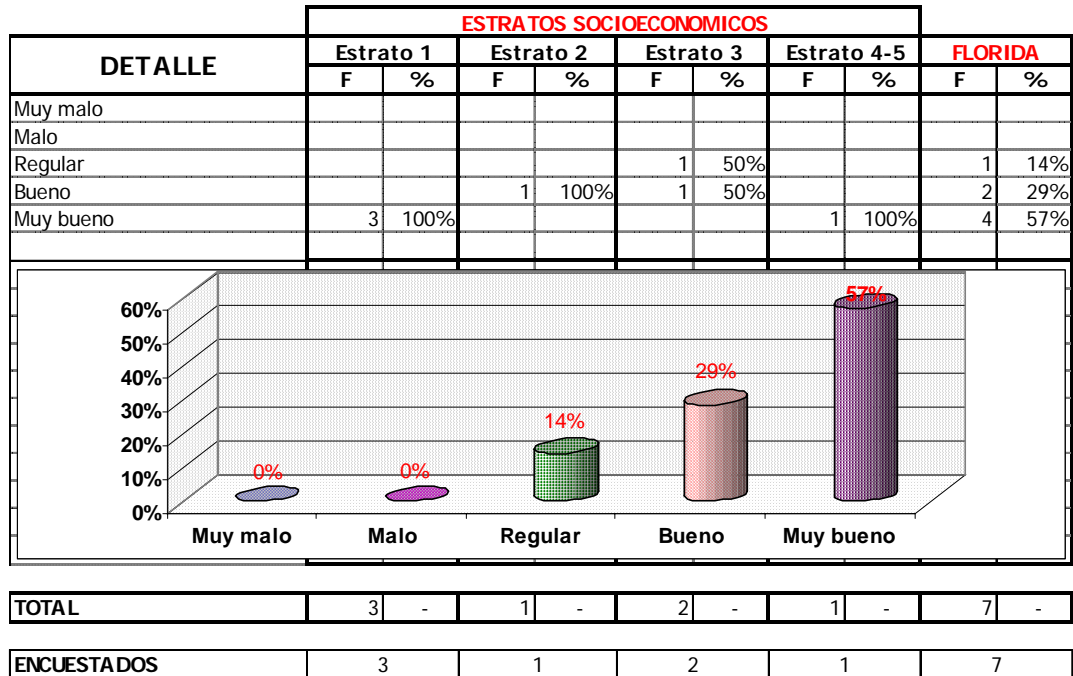 ESTRATOS SOCIOECONOMICOS
DETALLE Estrato 1 Estrato 2 Estrato 3 Estrato 4-5 FLORIDA
F % F % F % F % F %
Muy malo
Malo
Regular 1 50% 1 14%
Bueno 1 100% 1 50% 2 29%
Muy bueno 3 100% 1 100% 4 57%
60%
50%
40%
30%
20%
10%
0%
0% 0% 14% 29% 57%
Muy malo Malo Regular Bueno Muy bueno
TOTAL 3 - 1 - 2 - 1 - 7 -
ENCUESTADOS 3 1 2 1 7